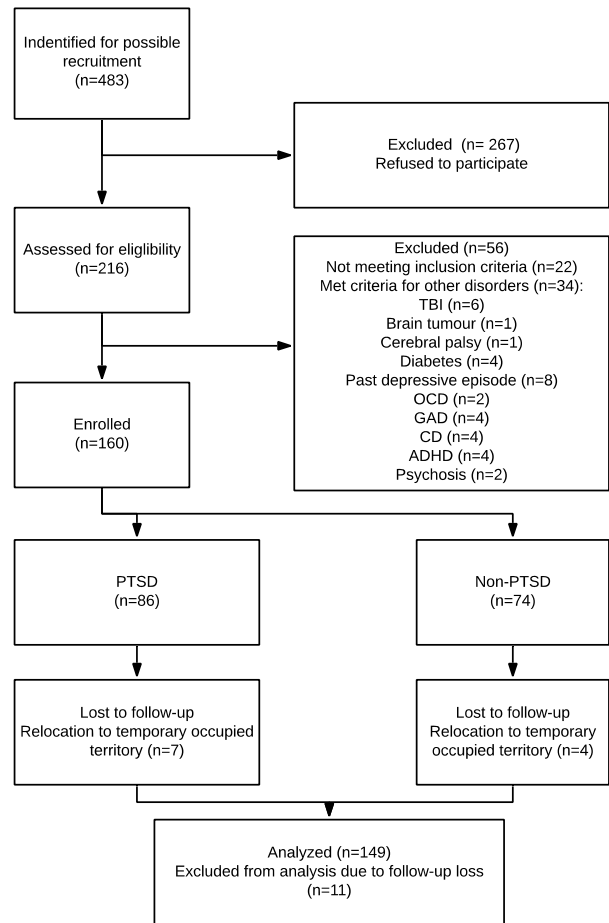 Indentified for possible
recruitment
(n=483)
Excluded (n= 267)
Refused to participate
Assessed for eliglibility
(n=216)
Excluded (n=56)
Not meeting inclusion criteria (n=22)
Met criteria for other disorders (n=34):
TBI (n=6)
Brain tumour (n=1)
Cerebral palsy (n=1)
Diabetes (n=4)
Past depressive episode (n=8)
OCD (n=2)
GAD (n=4)
CD (n=4)
ADHD (n=4)
Psychosis (n=2)
Enrolled
(n=160)
PTSD
(n=86)
Non-PTSD
(n=74)
Lost to follow-up
Relocation to temporary occupied
territory (n=7)
Lost to follow-up
Relocation to temporary
occupied territory (n=4)
Analyzed (n=149)
Excluded from analysis due to follow-up loss
(n=11)